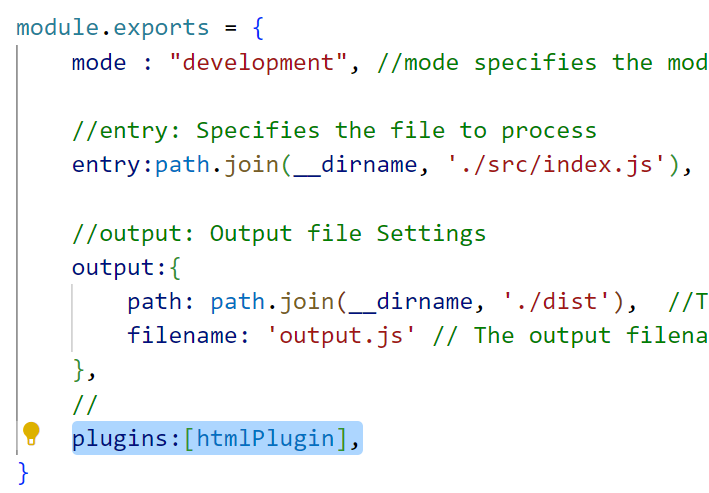 module.exports = {
mode : "development", //mode specifies the mod
//entry: Specifies the file to process
entry:path.join(__dirname, './src/index.js'),
//output: Output file Settings
output:{
path: path.join(__dirname, './dist'),  //T
filename: 'output.js' // The output filena
},
//
plugins:[htmlPlugin],
}